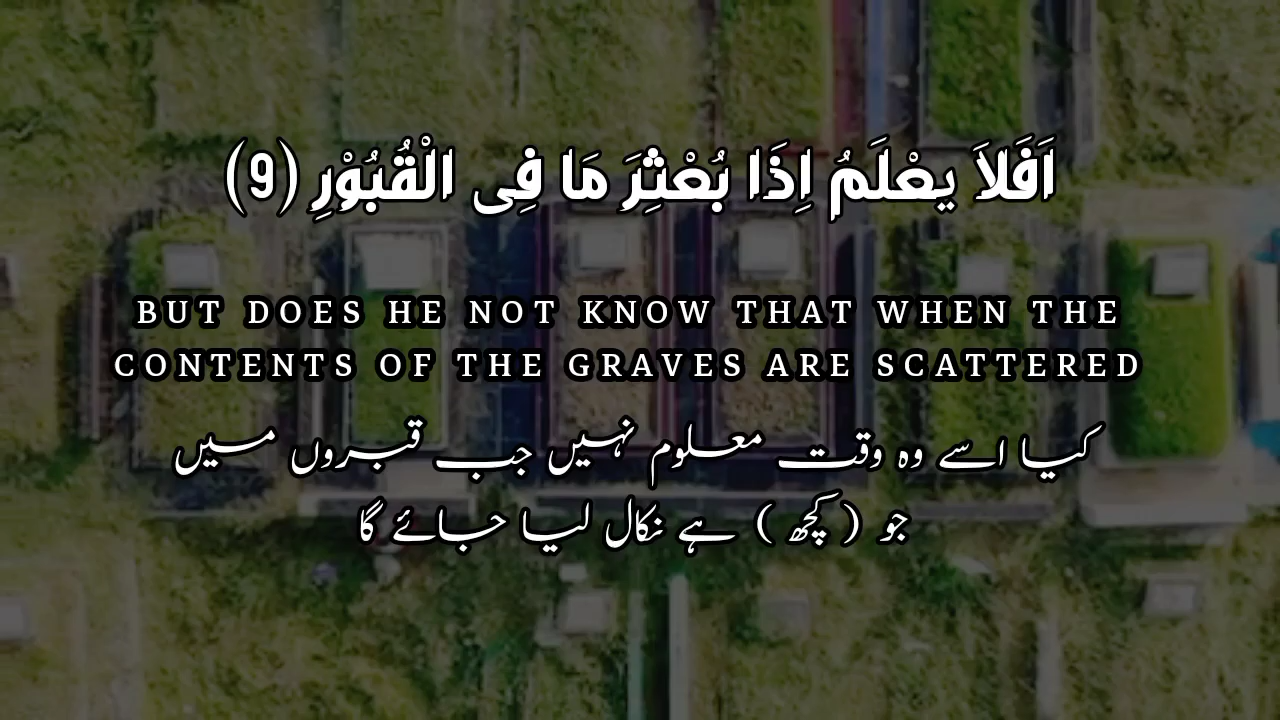 اَفَلاَ يعْلَمُ اِذَا بُعْثِرَ مَا فِى الْقُبُوْرِ (9)
BUT DOES HE NOT KNOW THAT WHEN THE
CONTENTS OF THE GRAVES ARE SCATTERED
کیا اسے وہ وقت معلوم نہیں جب قبروں میں
جو ( کچھ ) ہے نکال لیا جائے گا